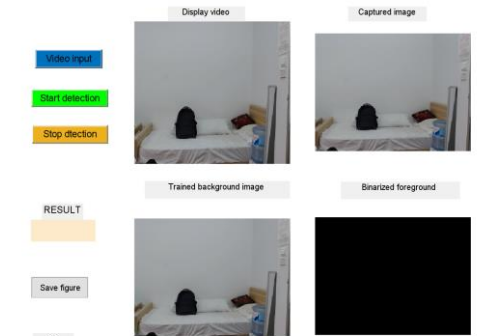 Display video
Captured image
Video input
Start detection
Stop dtection
Trained background image
Binarized foreground
RESULT
Save figure